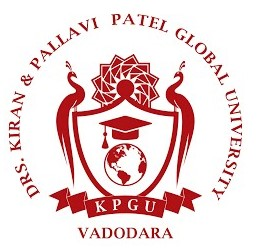 DRS. KIRAN & PALLAVI PATEL GLOBAL UNIVERSITY
KPGU
VADODARA